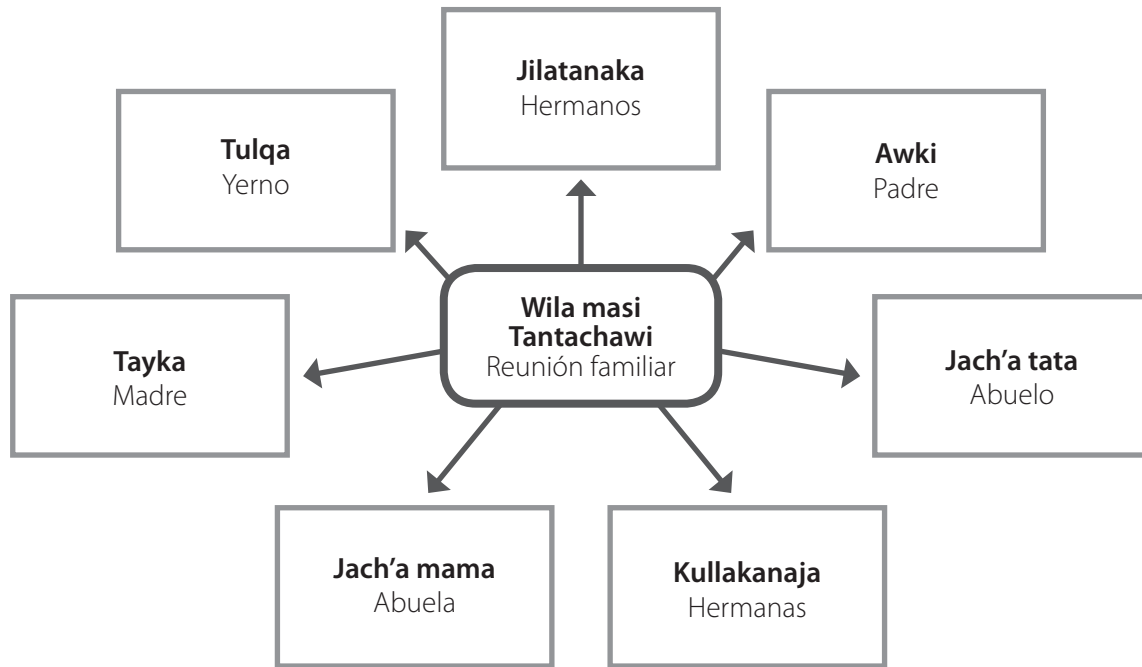 Jilatanaka
Hermanos
Tulqa
Yerno
Awki
Padre
Wila masi
Tantachawi
Reunión familiar
Tayka
Madre
Jach’a tata
Abuelo
Jach’a mama
Abuela
Kullakanaja
Hermanas